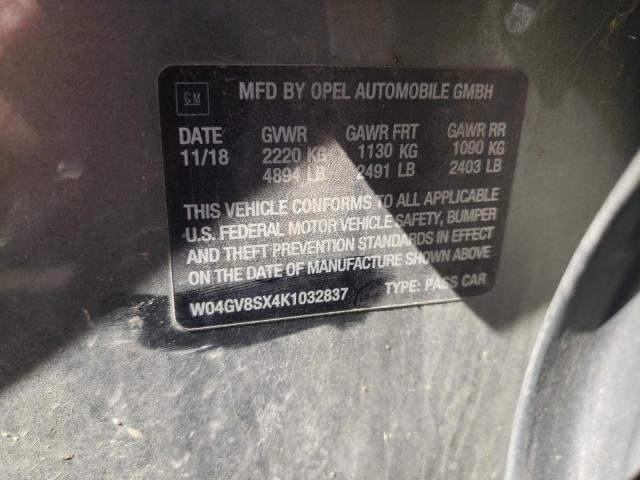 GM
MFD BY OPEL AUTOMOBILE GMBH
DATE GVWR GAWR FRT GAWR RR
11/18 2220 KG 1130 KG 1090 KG
4894 LB 2491 LB 2403 LB
THIS VEHICLE CONFORMS TO ALL APPLICABLE
U.S. FEDERAL MOTOR VEHICLE SAFETY, BUMPER
AND THEFT PREVENTION STANDARDS IN EFFECT
ON THE DATE OF MANUFACTURE SHOWN ABOVE
W04GV8SX4K1032837 TYPE: PASS CAR